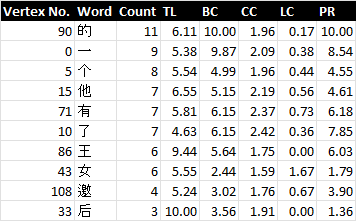 Vertex No. Word Count TL BC CC LC PR
90 的 11 6.11 10.00 1.96 0.17 10.00
0 一 9 5.38 9.87 2.09 0.38 8.54
5 个 8 5.54 4.99 1.96 0.44 4.55
15 他 7 6.55 5.15 2.19 0.56 4.61
71 有 7 5.81 6.15 2.37 0.73 6.18
10 了 7 4.63 6.15 2.42 0.36 7.85
86 王 6 9.44 5.64 1.75 0.00 6.03
43 女 6 5.55 2.44 1.59 1.67 1.79
108 邀 4 5.24 3.02 1.76 0.67 3.90
33 后 3 10.00 3.56 1.91 0.00 1.36